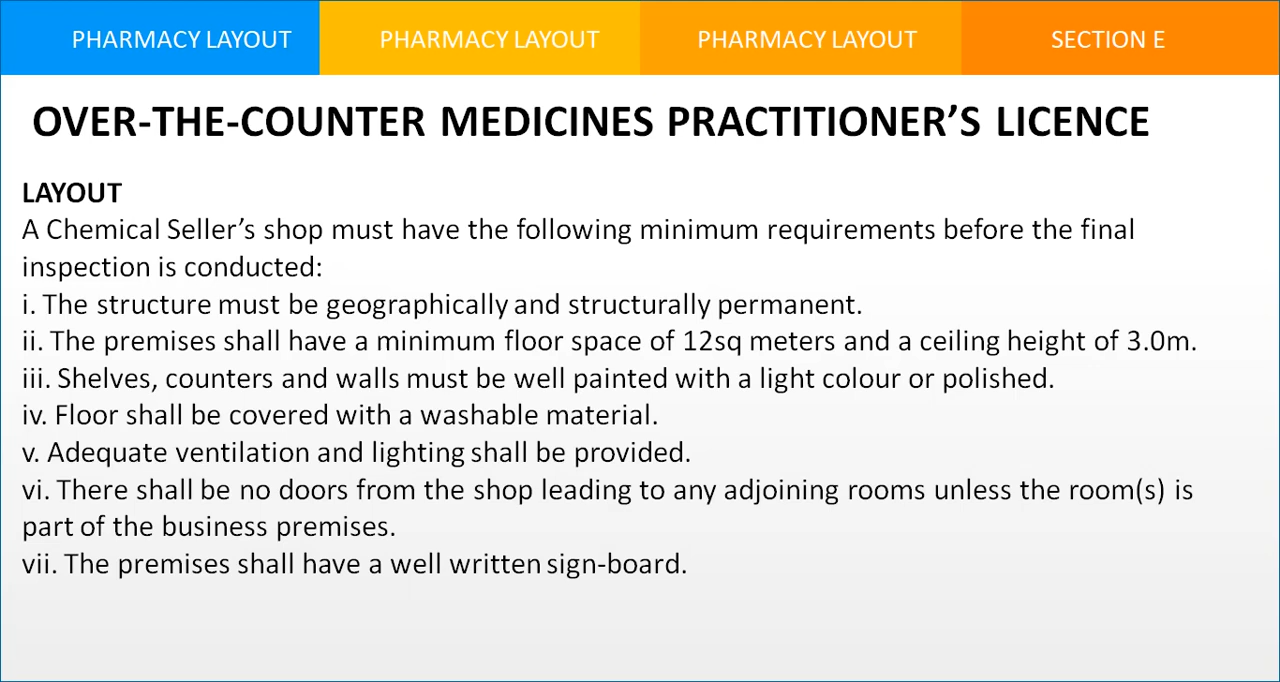 PHARMACY LAYOUT PHARMACY LAYOUT PHARMACY LAYOUT SECTION E
OVER-THE-COUNTER MEDICINES PRACTITIONER’S LICENCE
LAYOUT
A Chemical Seller’s shop must have the following minimum requirements before the final
inspection is conducted:
i. The structure must be geographically and structurally permanent.
ii. The premises shall have a minimum floor space of 12sq meters and a ceiling height of 3.0m.
iii. Shelves, counters and walls must be well painted with a light colour or polished.
iv. Floor shall be covered with a washable material.
v. Adequate ventilation and lighting shall be provided.
vi. There shall be no doors from the shop leading to any adjoining rooms unless the room(s) is
part of the business premises.
vii. The premises shall have a well written sign-board.